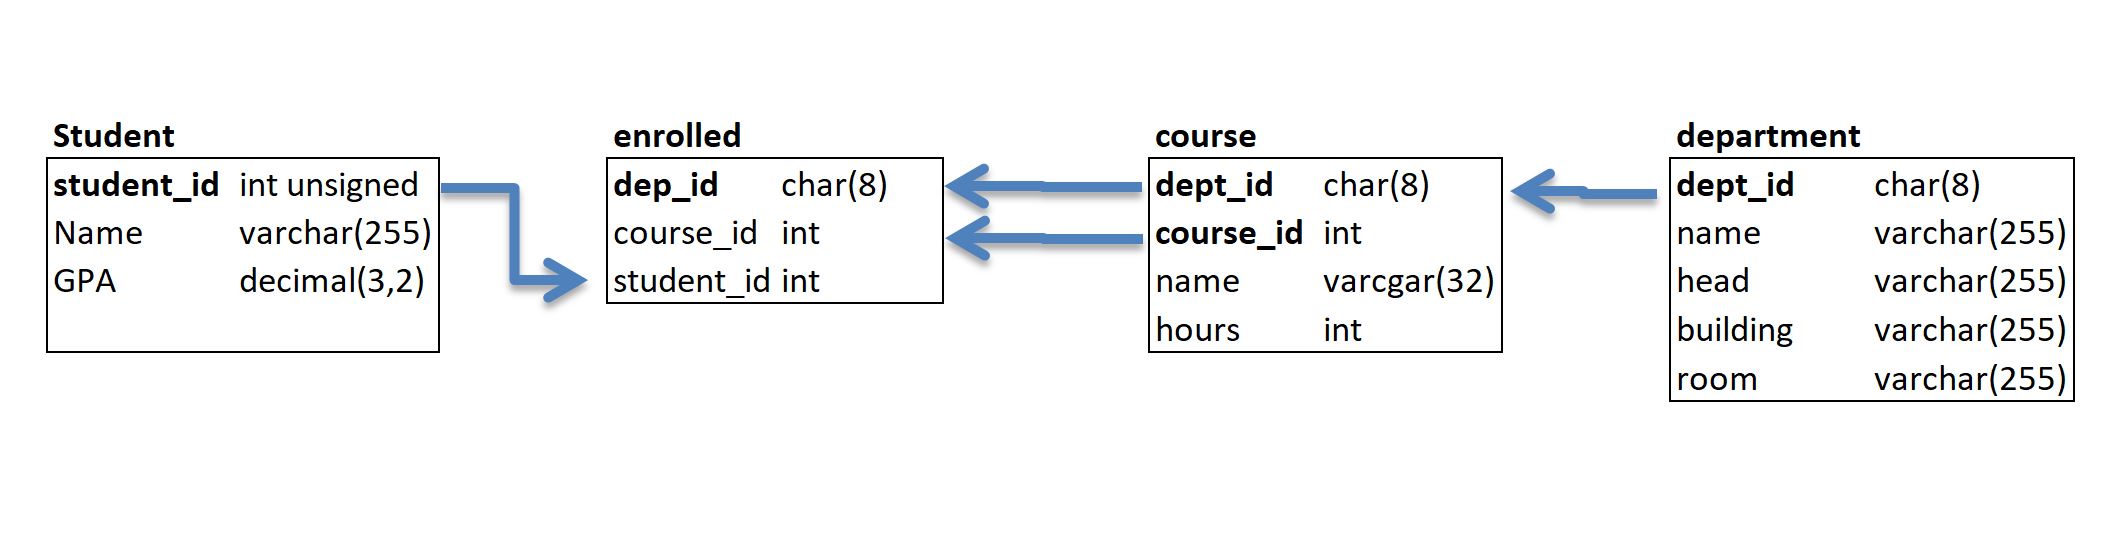 Student
student_id int unsigned
Name varchar(255)
GPA decimal(3,2)
enrolled
dep_id char(8)
course_id int
student_id int
course
dept_id char(8)
course_id int
name varcgar(32)
hours int
department
dept_id char(8)
name varchar(255)
head varchar(255)
building varchar(255)
room varchar(255)